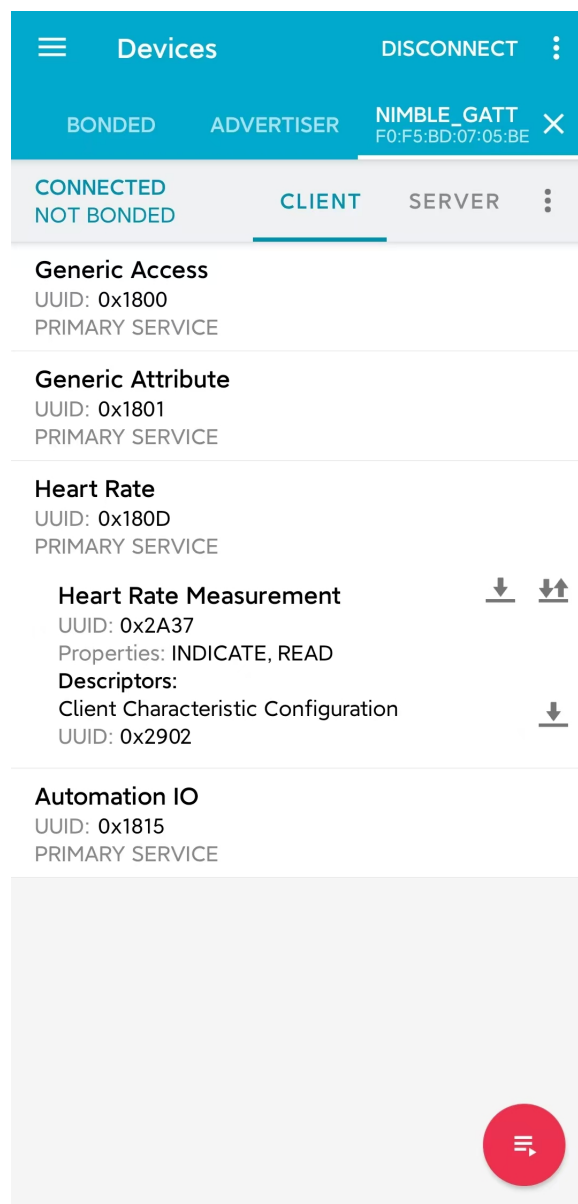 Devices
DISCONNECT
BONDED
ADVERTISER
NIMBLE_GATT
F0:F5:BD:07:05:BE
CONNECTED
NOT BONDED
CLIENT
SERVER
Generic Access
UUID: 0x1800
PRIMARY SERVICE
Generic Attribute
UUID: 0x1801
PRIMARY SERVICE
Heart Rate
UUID: 0x180D
PRIMARY SERVICE
Heart Rate Measurement
UUID: 0x2A37
Properties: INDICATE, READ
Descriptors:
Client Characteristic Configuration
UUID: 0x2902
Automation IO
UUID: 0x1815
PRIMARY SERVICE